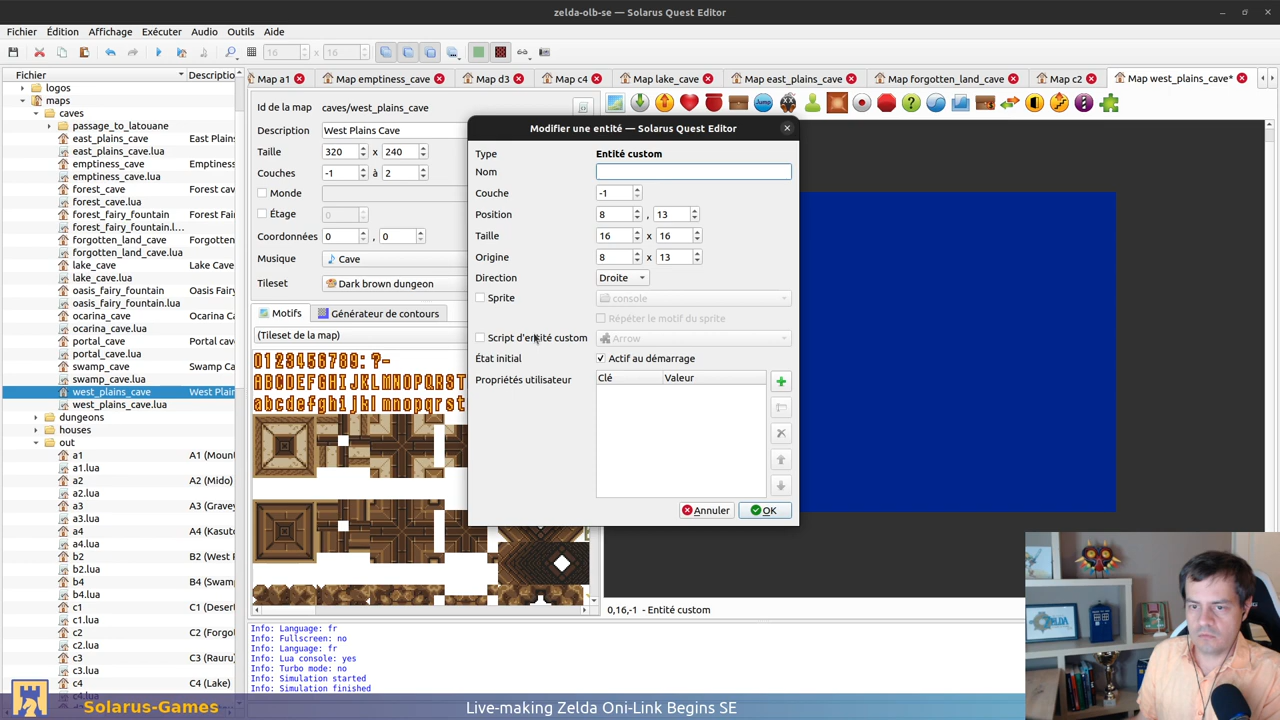 zelda-olb-se — Solarus Quest Editor
Fichier Édition Affichage Exécuter Audio Outils Aide
16 x 16
Fichier Descriptio
Map a1 Map emptiness_cave Map d3 Map c4 Map lake_cave Map east_plains_cave Map forgotten_land_cave Map c2 Map west_plains_cave*
logos
maps
caves
passage_to_latouane
east_plains_cave East Plains
east_plains_cave.lua
emptiness_cave Emptiness
emptiness_cave.lua
forest_cave Forest Cave
forest_cave.lua
forest_fairy_fountain Forest Fair
forest_fairy_fountain.l...
forgotten_land_cave Forgotten
forgotten_land_cave.lua
lake_cave Lake Cave
lake_cave.lua
oasis_fairy_fountain Oasis Fairy
oasis_fairy_fountain.lua
ocarina_cave Ocarina Ca
ocarina_cave.lua
portal_cave Portal Cave
portal_cave.lua
swamp_cave Swamp Cav
swamp_cave.lua
west_plains_cave West Plain
west_plains_cave.lua
dungeons
houses
out
a1 A1 (Mount
a1.lua
a2 A2 (Mido)
a2.lua
a3 A3 (Gravey
a3.lua
a4 A4 (Kasuto
a4.lua
b2 B2 (West P
b2.lua
b4 B4 (Swamp
b4.lua
c1 C1 (Desert
c1.lua
c2 C2 (Forgot
c2.lua
c3 C3 (Rauru)
c3.lua
c4 C4 (Lake)
c4.lua
Id de la map caves/west_plains_cave
Description West Plains Cave
Taille 320 x 240
Couches -1 à 2
Monde
Étage 0
Coordonnées 0 , 0
Musique Cave
Tileset Dark brown dungeon
Motifs Générateur de contours
(Tileset de la map)
0123456789:?-
ABCDEFGHIJKLMNOPQRST
abcdefghijklmnopqrst
Jump
Modifier une entité — Solarus Quest Editor
Type Entité custom
Nom
Couche -1
Position 8 , 13
Taille 16 x 16
Origine 8 x 13
Direction Droite
Sprite console
Répéter le motif du sprite
Script d'entité custom Arrow
État initial Actif au démarrage
Propriétés utilisateur Clé Valeur
Annuler OK
0,16,-1 - Entité custom
Info: Language: fr
Info: Fullscreen: no
Info: Language: fr
Info: Lua console: yes
Info: Turbo mode: no
Info: Simulation started
Info: Simulation finished
Solarus-Games Live-making Zelda Oni-Link Begins SE